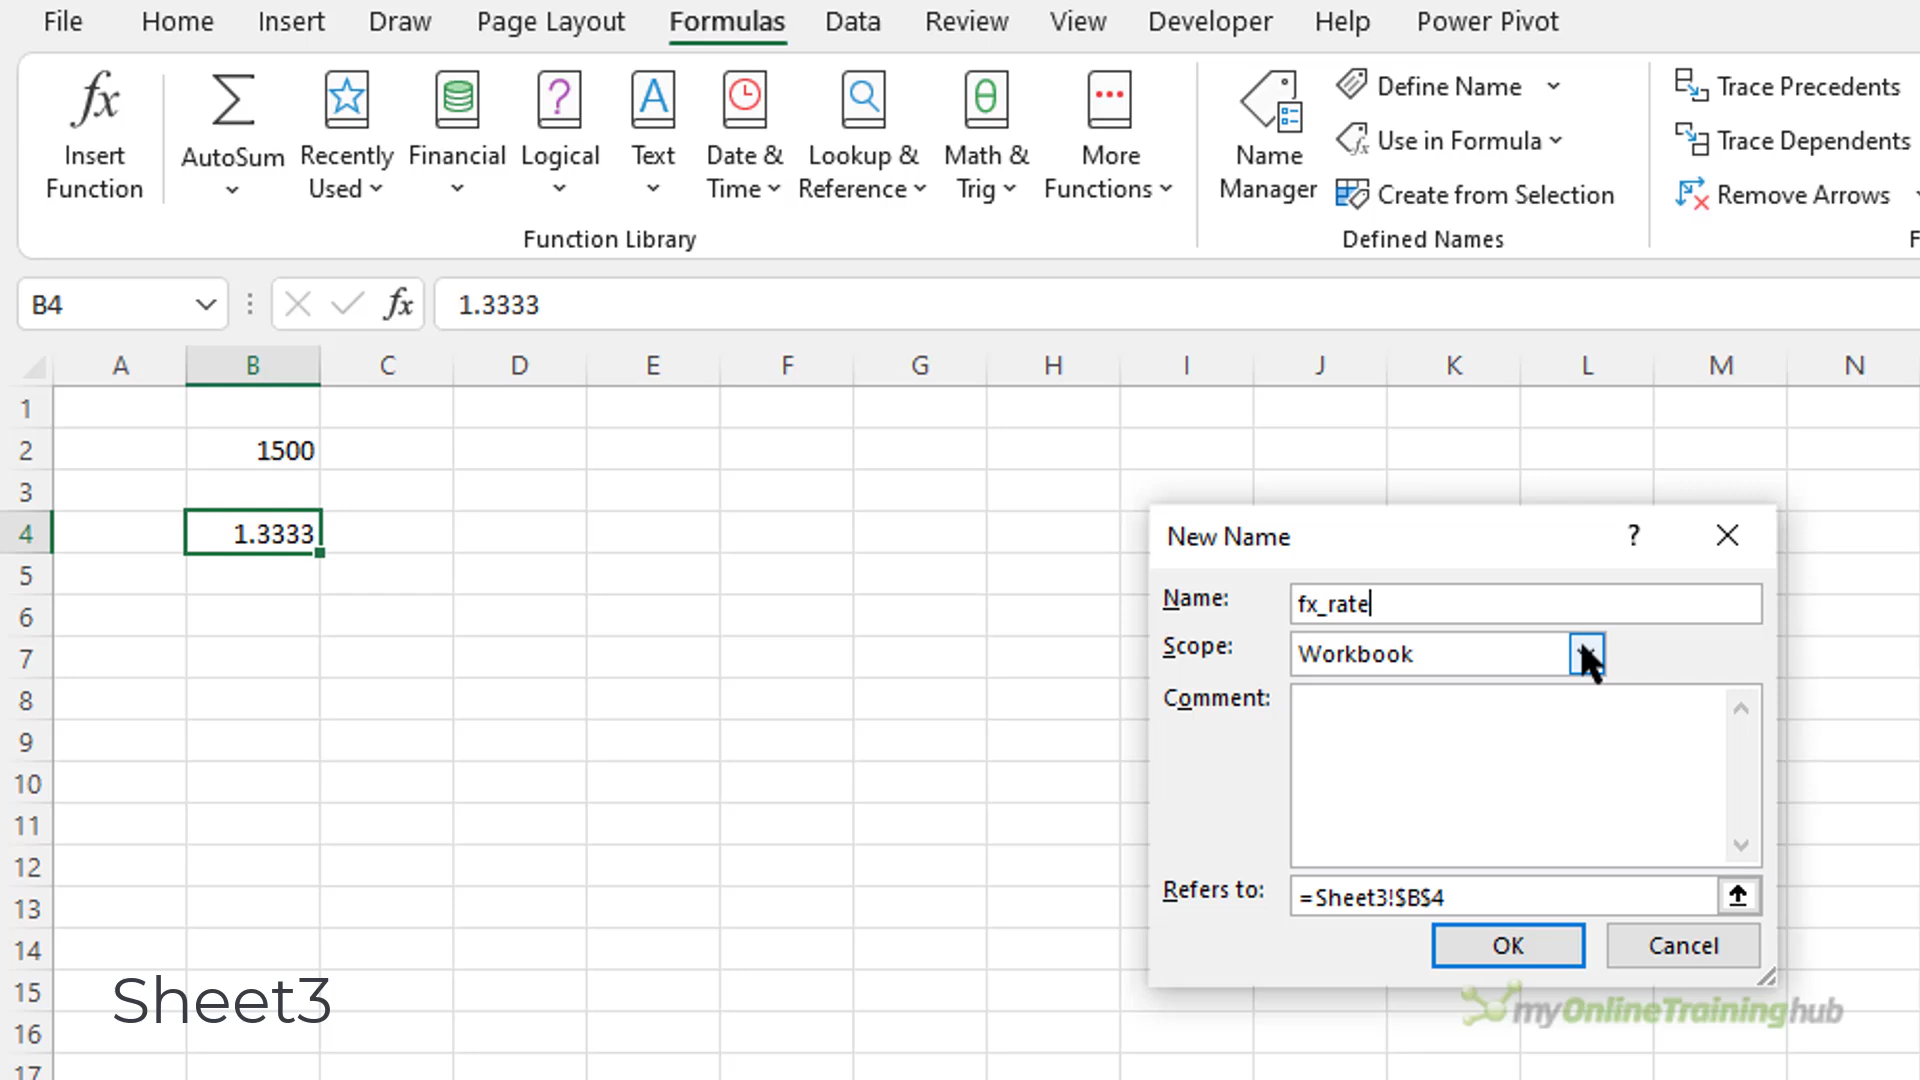 File Home Insert Draw Page Layout Formulas Data Review View Developer Help Power Pivot
fx
Insert
Function
AutoSum
Recently
Used
Financial
Logical
Text
Date &
Time
Lookup &
Reference
Math &
Trig
More
Functions
Function Library
Name
Manager
Define Name
Use in Formula
Create from Selection
Defined Names
Trace Precedents
Trace Dependents
Remove Arrows
F
B4 fx 1.3333
A B C D E F G H I J K L M N
1
2 1500
3
4 1.3333
5
6
7
8
9
10
11
12
13
14
15
16
17
New Name ?
Name: fx_rate
Scope: Workbook
Comment:
Refers to: =Sheet3!$B$4
OK Cancel
Sheet3
myOnlineTraininghub